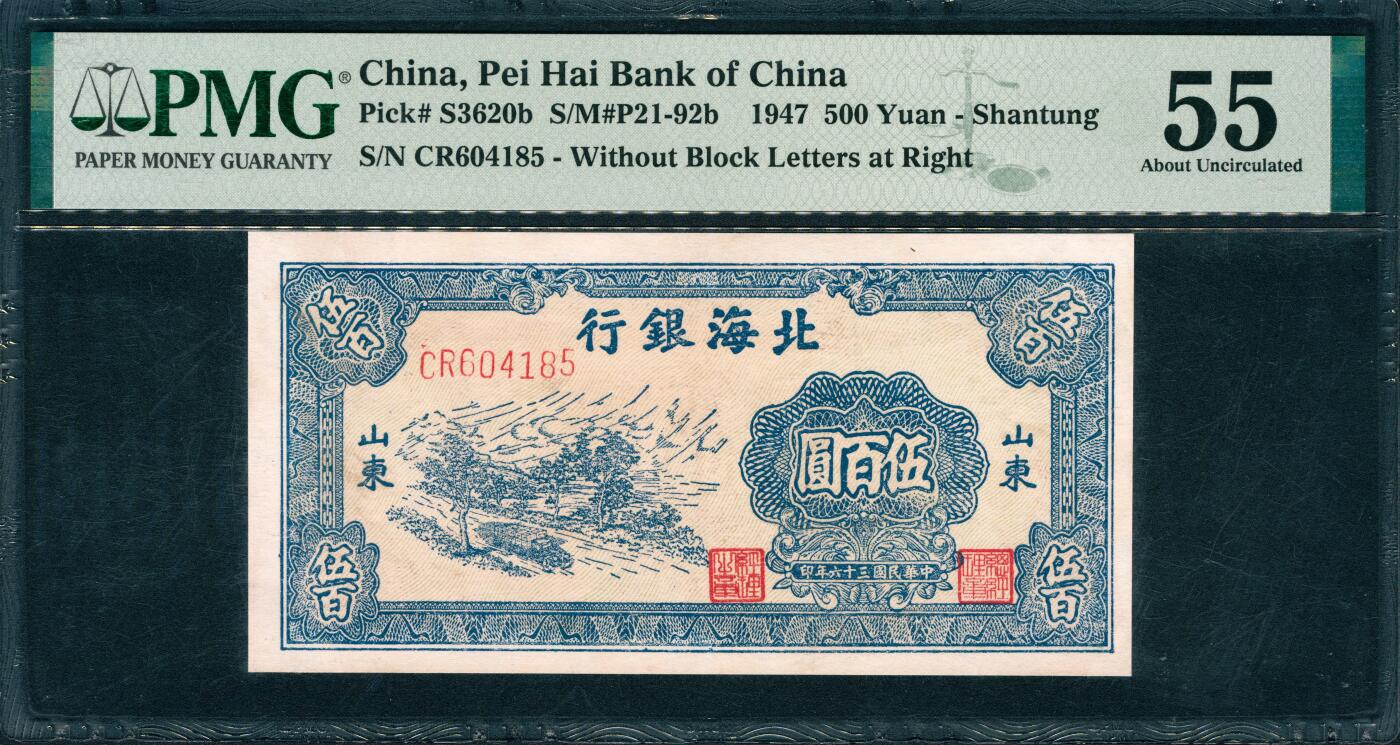 PMG®
PAPER MONEY GUARANTY
China, Pei Hai Bank of China
Pick# S3620b S/M#P21-92b 1947 500 Yuan - Shantung
S/N CR604185 - Without Block Letters at Right
55
About Uncirculated
伍百
伍百
行銀海北
CR604185
山東
山東
圓百伍
伍百
伍百
印年六十三國民華中